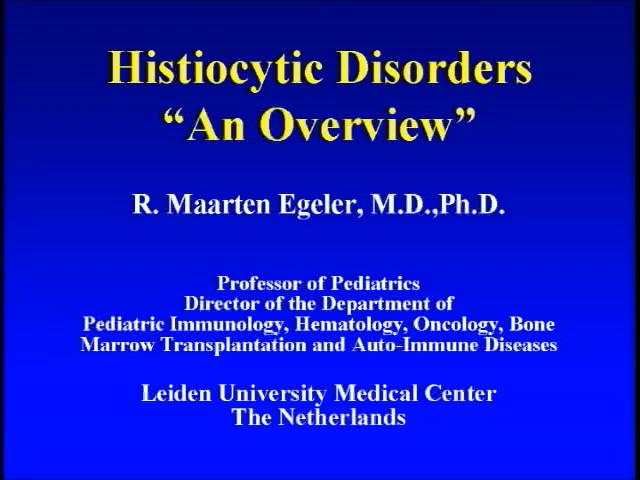 Histiocytic Disorders
“An Overview”
R. Maarten Egeler, M.D.,Ph.D.
Professor of Pediatrics
Director of the Department of
Pediatric Immunology, Hematology, Oncology, Bone
Marrow Transplantation and Auto-Immune Diseases
Leiden University Medical Center
The Netherlands